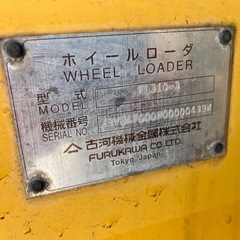 ホイールローダ
WHEEL LOADER
型式
MODEL
機械番号
SERIAL NO.
古河機械金属株式会社
FURUKAWA CO.LTD.
Tokyo, Japan